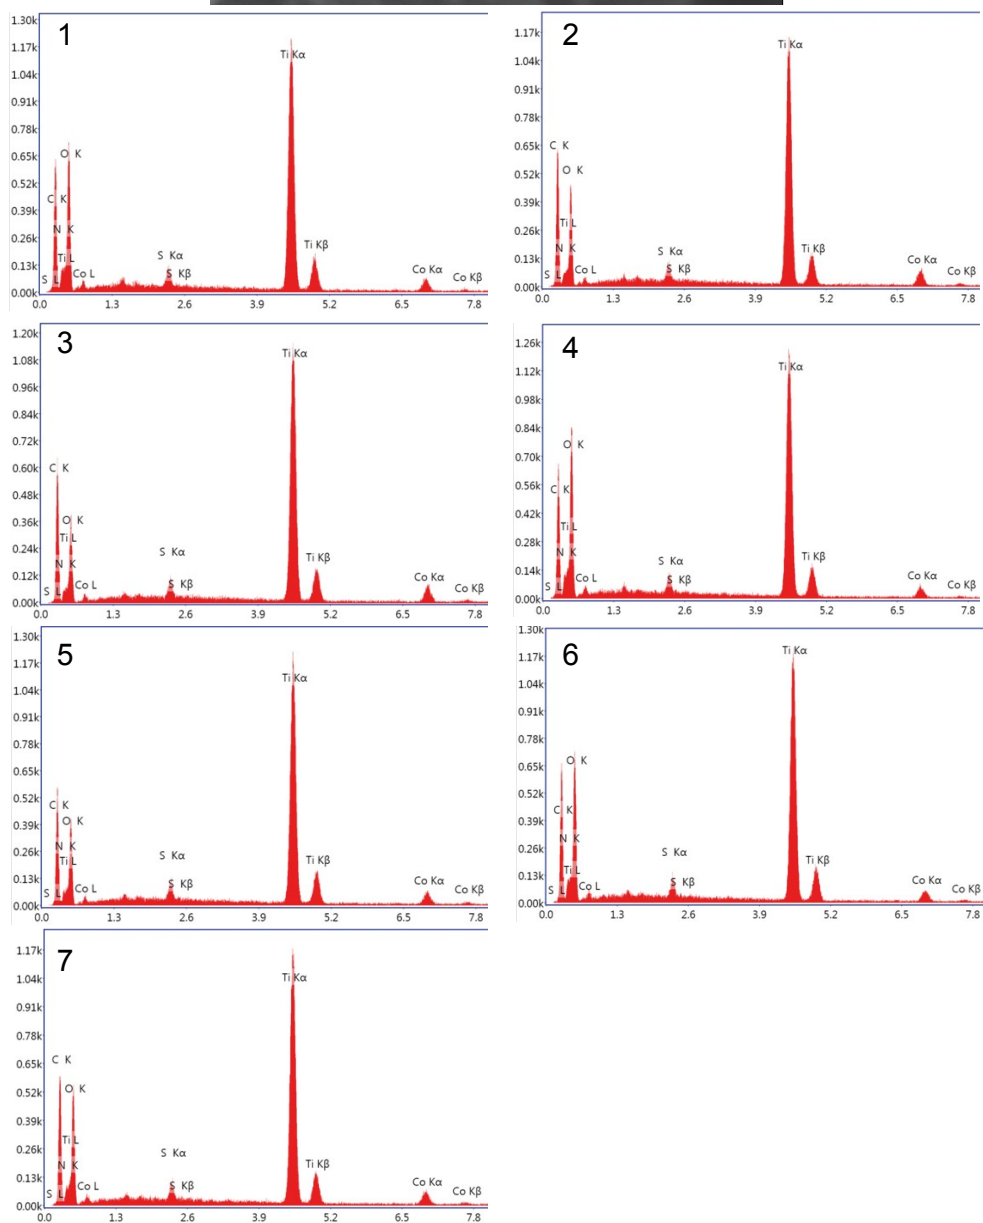 1
1.30k
1.17k
1.04k
0.91k
0.78k
0.65k
0.52k
0.39k
0.26k
0.13k
0.00k
Ti Kα
O K
C K
N K
Ti L
Co L
S L
S Kα
S Kβ
Ti Kβ
Co Kα
Co Kβ
0.0 1.3 2.6 3.9 5.2 6.5 7.8
2
1.17k
1.04k
0.91k
0.78k
0.65k
0.52k
0.39k
0.26k
0.13k
0.00k
Ti Kα
C K
O K
Ti L
N K
Co L
S L
S Kα
S Kβ
Ti Kβ
Co Kα
Co Kβ
0.0 1.3 2.6 3.9 5.2 6.5 7.8
3
1.20k
1.08k
0.96k
0.84k
0.72k
0.60k
0.48k
0.36k
0.24k
0.12k
0.00k
Ti Kα
C K
O K
Ti L
N K
Co L
S L
S Kα
S Kβ
Ti Kβ
Co Kα
Co Kβ
0.0 1.3 2.6 3.9 5.2 6.5 7.8
4
1.26k
1.12k
0.98k
0.84k
0.70k
0.56k
0.42k
0.28k
0.14k
0.00k
Ti Kα
O K
C K
Ti L
N K
Co L
S L
S Kα
S Kβ
Ti Kβ
Co Kα
Co Kβ
0.0 1.3 2.6 3.9 5.2 6.5 7.8
5
1.30k
1.17k
1.04k
0.91k
0.78k
0.65k
0.52k
0.39k
0.26k
0.13k
0.00k
Ti Kα
C K
O K
N K
Ti L
Co L
S L
S Kα
S Kβ
Ti Kβ
Co Kα
Co Kβ
0.0 1.3 2.6 3.9 5.2 6.5 7.8
6
1.30k
1.17k
1.04k
0.91k
0.78k
0.65k
0.52k
0.39k
0.26k
0.13k
0.00k
Ti Kα
O K
C K
N K
Ti L
Co L
S L
S Kα
S Kβ
Ti Kβ
Co Kα
Co Kβ
0.0 1.3 2.6 3.9 5.2 6.5 7.8
7
1.17k
1.04k
0.91k
0.78k
0.65k
0.52k
0.39k
0.26k
0.13k
0.00k
Ti Kα
C K
O K
Ti L
N K
Co L
S L
S Kα
S Kβ
Ti Kβ
Co Kα
Co Kβ
0.0 1.3 2.6 3.9 5.2 6.5 7.8